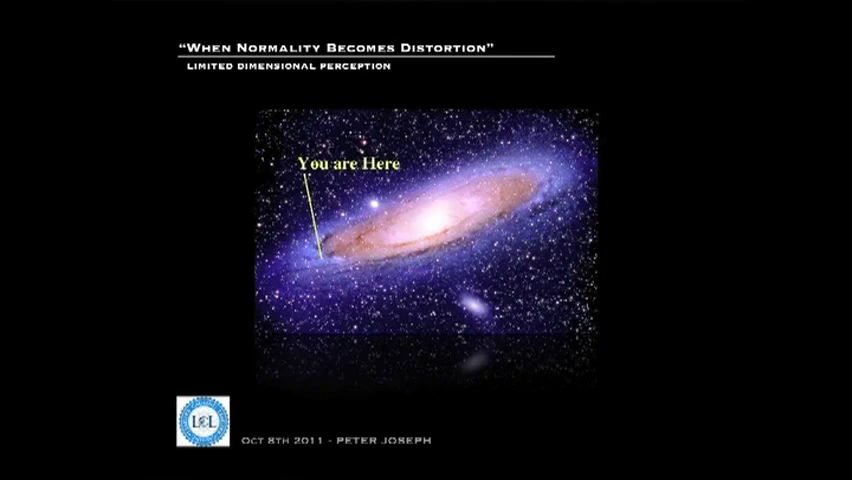 "When Normality Becomes Distortion"
Limited Dimensional Perception
You are Here
L&L
Oct 8th 2011 - Peter Joseph